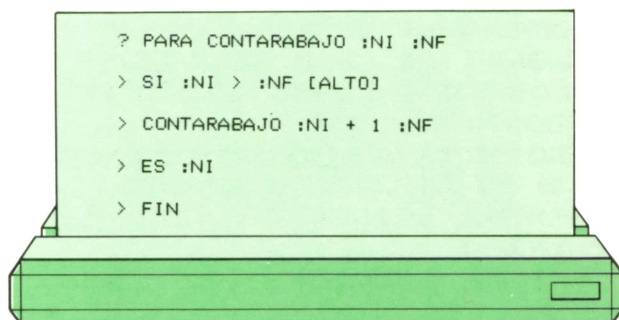 ? PARA CONTARABAJO :NI :NF
> SI :NI > :NF [ALTO]
> CONTARABAJO :NI + 1 :NF
> ES :NI
> FIN